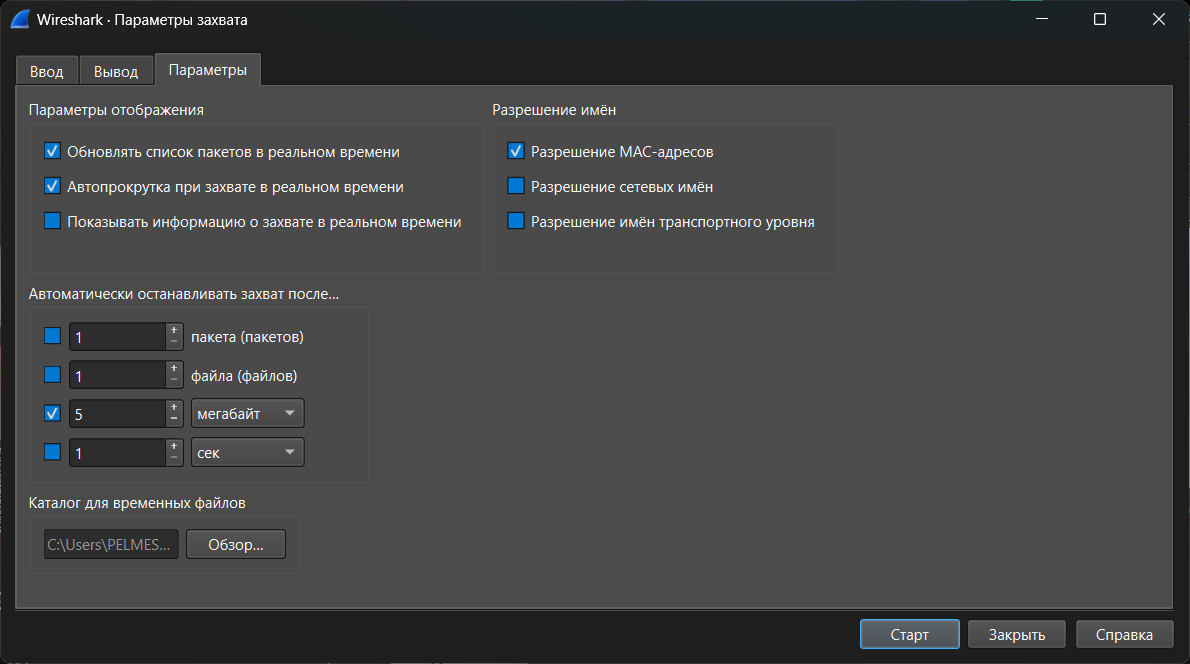 Wireshark · Параметры захвата
Ввод
Вывод
Параметры
Параметры отображения
Обновлять список пакетов в реальном времени
Автопрокрутка при захвате в реальном времени
Показывать информацию о захвате в реальном времени
Разрешение имён
Разрешение MAC-адресов
Разрешение сетевых имён
Разрешение имён транспортного уровня
Автоматически останавливать захват после...
1 пакета (пакетов)
1 файла (файлов)
5 мегабайт
1 сек
Каталог для временных файлов
C:\Users\PELMES... Обзор...
Старт Закрыть Справка